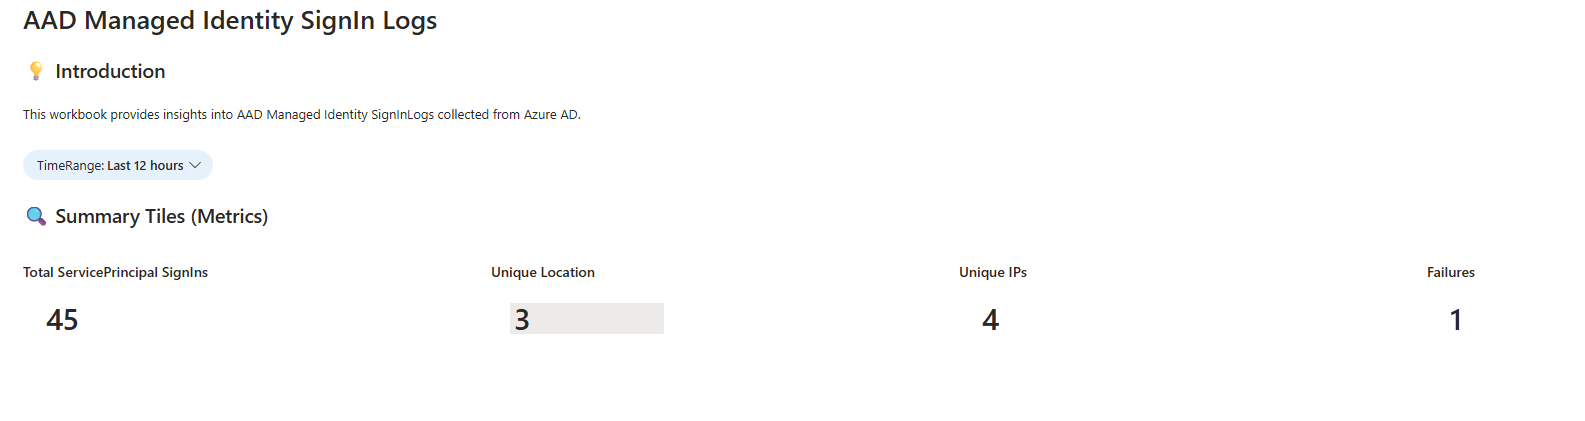 AAD Managed Identity SignIn Logs
Introduction
This workbook provides insights into AAD Managed Identity SignInLogs collected from Azure AD.
TimeRange: Last 12 hours
Summary Tiles (Metrics)
Total ServicePrincipal SignIns
Unique Location
Unique IPs
Failures
45
3
4
1